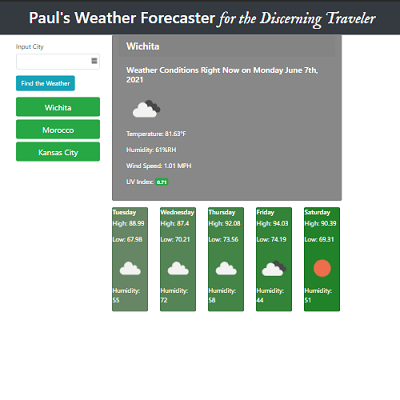 Paul's Weather Forecaster for the Discerning Traveler
Input City
Find the Weather
Wichita
Morocco
Kansas City
Wichita
Weather Conditions Right Now on Monday June 7th,
2021
Temperature: 81.63°F
Humidity: 61%RH
Wind Speed: 1.01 MPH
UV Index: 0.71
Tuesday
High: 88.99
Low: 67.98
Humidity:
55
Wednesday
High: 87.4
Low: 70.21
Humidity:
72
Thursday
High: 92.08
Low: 73.56
Humidity:
58
Friday
High: 94.03
Low: 74.19
Humidity:
44
Saturday
High: 90.39
Low: 69.31
Humidity:
51